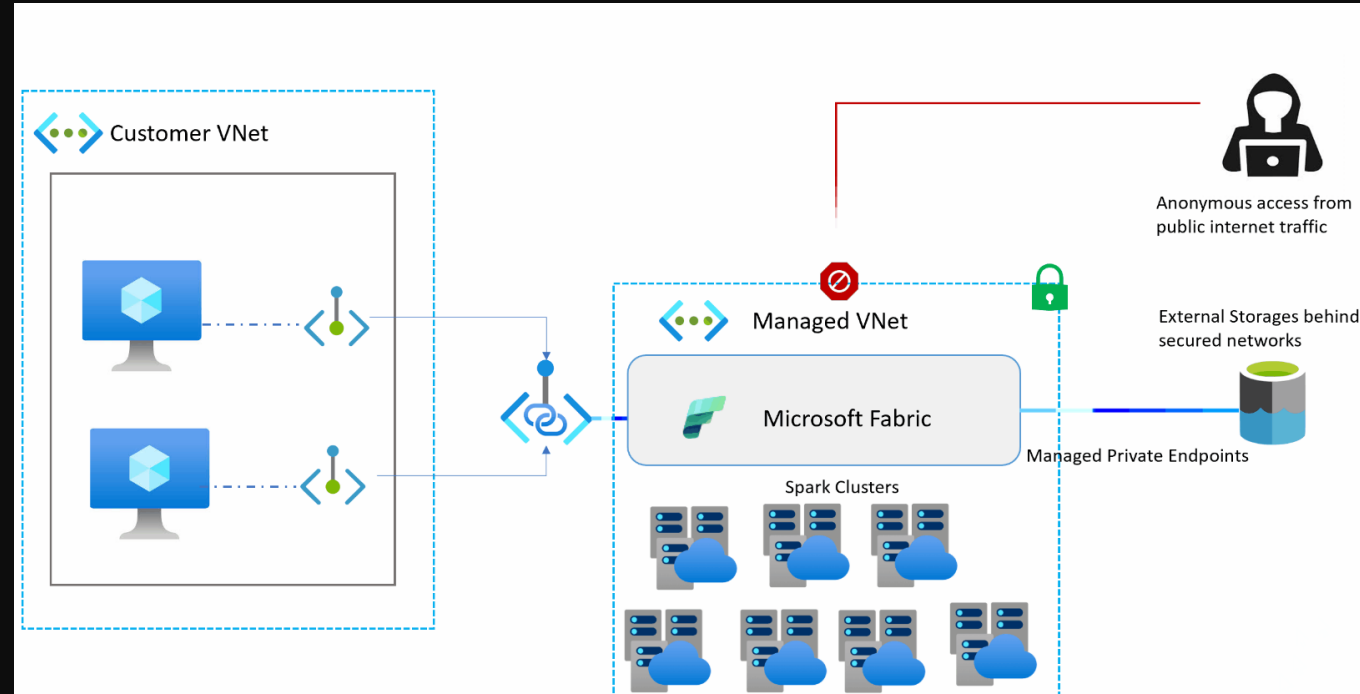 Customer VNet
Anonymous access from
public internet traffic
Managed VNet
External Storages behind
secured networks
Microsoft Fabric
Managed Private Endpoints
Spark Clusters